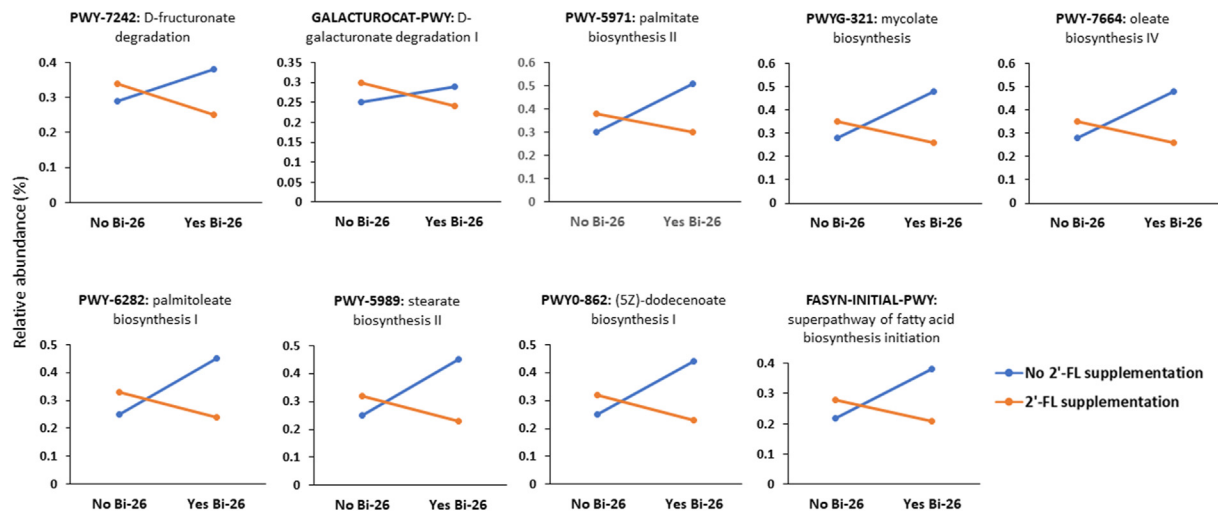 PWY-7242: D-fructuronate
degradation
GALACTUROCAT-PWY: D-
galacturonate degradation I
PWY-5971: palmitate
biosynthesis II
PWYG-321: mycolate
biosynthesis
PWY-7664: oleate
biosynthesis IV
Relative abundance (%)
0.4
0.3
0.2
0.1
0
No Bi-26 Yes Bi-26
0.35
0.3
0.25
0.2
0.15
0.1
0.05
0
No Bi-26 Yes Bi-26
0.6
0.5
0.4
0.3
0.2
0.1
0
No Bi-26 Yes Bi-26
0.6
0.5
0.4
0.3
0.2
0.1
0
No Bi-26 Yes Bi-26
0.6
0.5
0.4
0.3
0.2
0.1
0
No Bi-26 Yes Bi-26
PWY-6282: palmitoleate
biosynthesis I
PWY-5989: stearate
biosynthesis II
PWY0-862: (5Z)-dodecenoate
biosynthesis I
FASYN-INITIAL-PWY:
superpathway of fatty acid
biosynthesis initiation
0.5
0.4
0.3
0.2
0.1
0
No Bi-26 Yes Bi-26
0.5
0.4
0.3
0.2
0.1
0
No Bi-26 Yes Bi-26
0.5
0.4
0.3
0.2
0.1
0
No Bi-26 Yes Bi-26
0.4
0.3
0.2
0.1
0
No Bi-26 Yes Bi-26
No 2'-FL supplementation
2'-FL supplementation